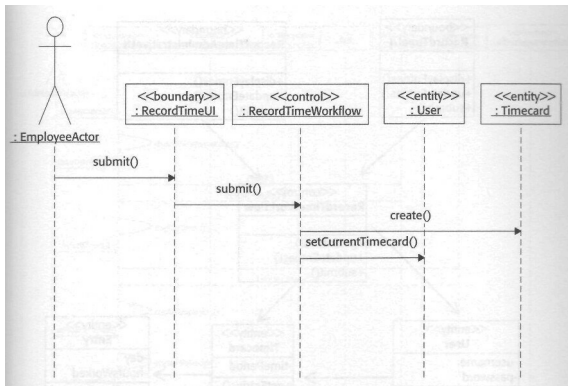 <<boundary>>
: RecordTimeUI
<<control>>
: RecordTimeWorkflow
<<entity>>
: User
<<entity>>
: Timecard
: EmployeeActor
submit()
submit()
create()
setCurrentTimecard()